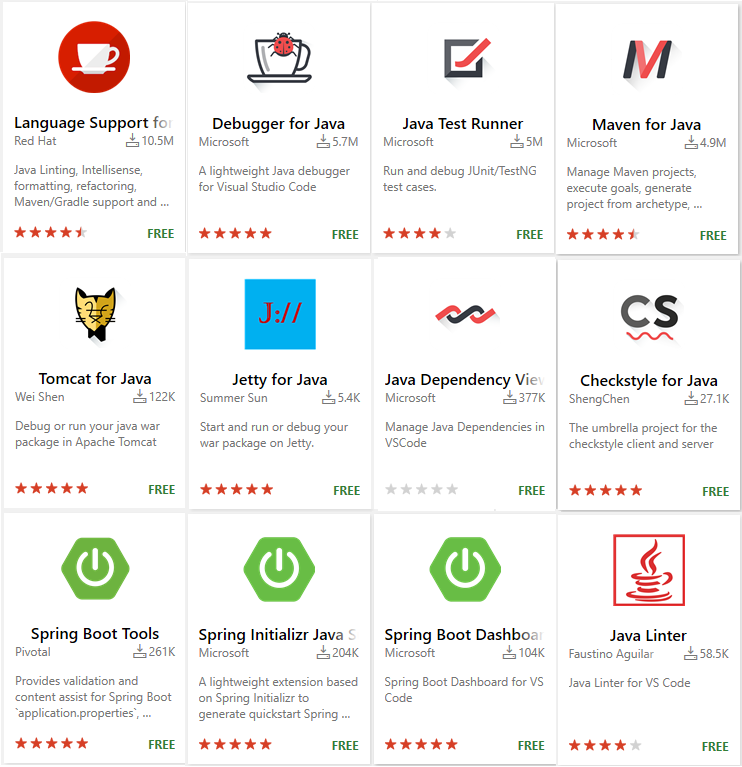 Language Support for
Red Hat 10.5M
Java Linting, Intellisense,
formatting, refactoring,
Maven/Gradle support and ...
FREE
Debugger for Java
Microsoft 5.7M
A lightweight Java debugger
for Visual Studio Code
FREE
Java Test Runner
Microsoft 5M
Run and debug JUnit/TestNG
test cases.
FREE
Maven for Java
Microsoft 4.9M
Manage Maven projects,
execute goals, generate
project from archetype, ...
FREE
Tomcat for Java
Wei Shen 122K
Debug or run your java war
package in Apache Tomcat
FREE
J://
Jetty for Java
Summer Sun 5.4K
Start and run or debug your
war package on Jetty.
FREE
Java Dependency View
Microsoft 377K
Manage Java Dependencies in
VSCode
FREE
CS
Checkstyle for Java
ShengChen 27.1K
The umbrella project for the
checkstyle client and server
FREE
Spring Boot Tools
Pivotal 261K
Provides validation and
content assist for Spring Boot
`application.properties`, ...
FREE
Spring Initializr Java S
Microsoft 204K
A lightweight extension based
on Spring Initializr to
generate quickstart Spring ...
FREE
Spring Boot Dashboar
Microsoft 104K
Spring Boot Dashboard for VS
Code
FREE
Java Linter
Faustino Aguilar 58.5K
Java Linter for VS Code
FREE